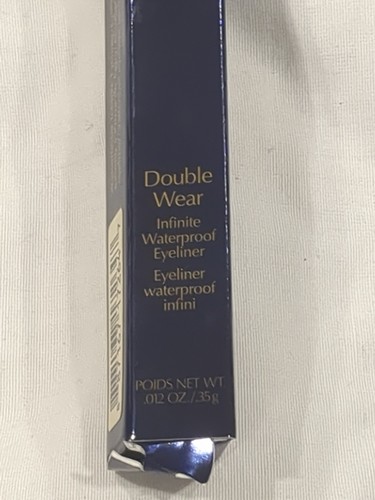 Double
Wear
Infinite
Waterproof
Eyeliner
Eyeliner
waterproof
infini
POIDS NET WT
.012 OZ./.35g